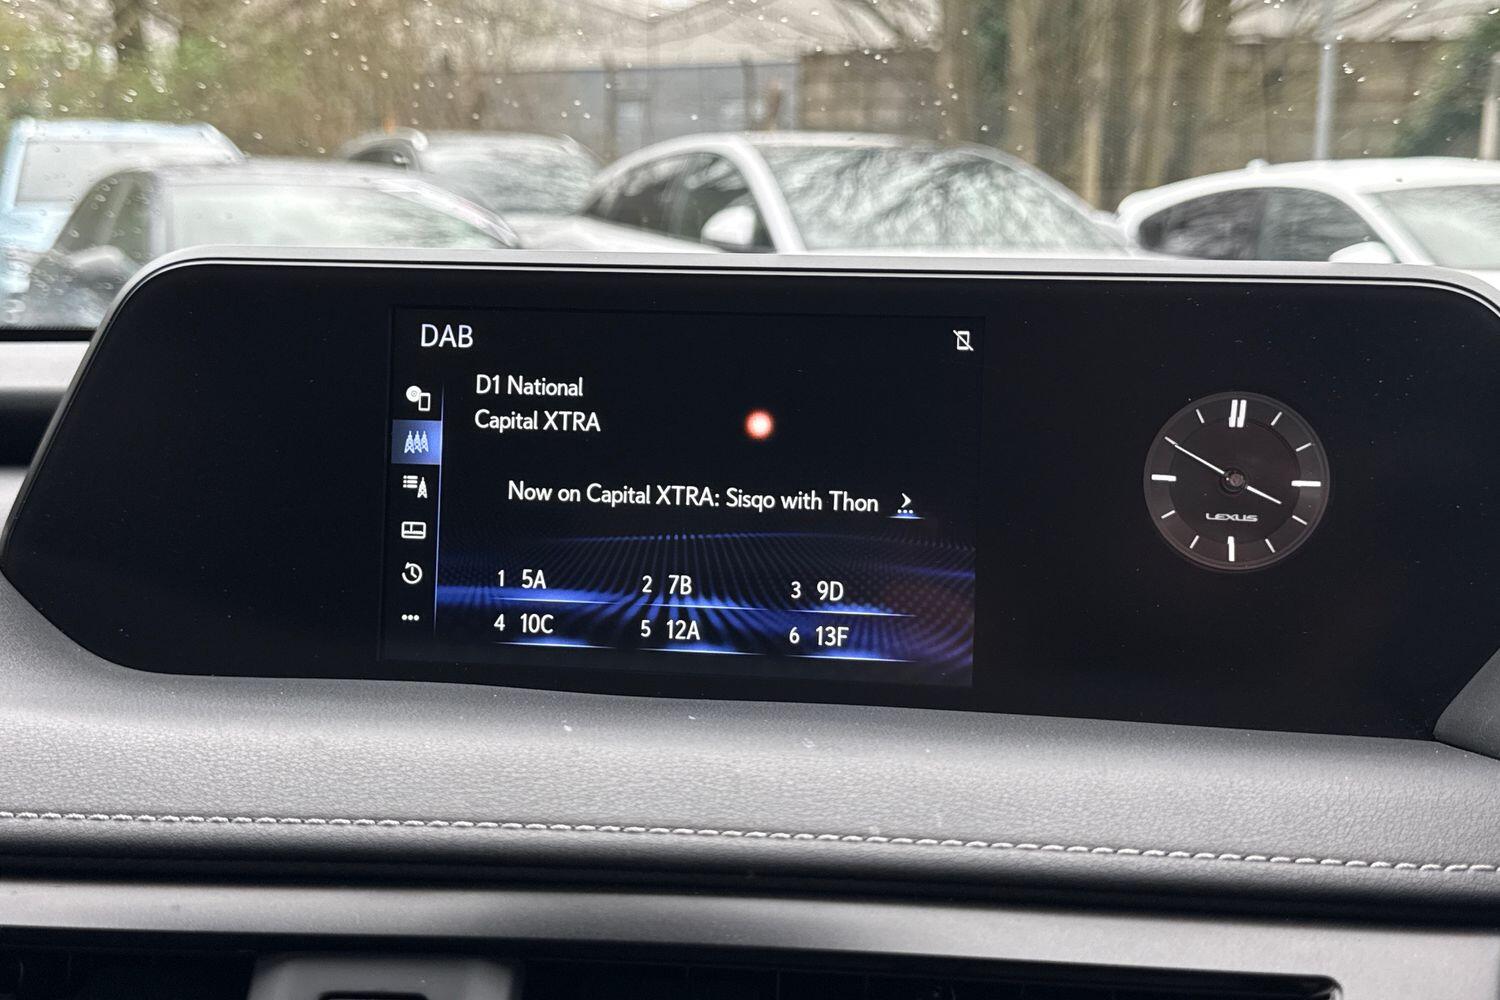 DAB
D1 National
Capital XTRA
Now on Capital XTRA: Sisqo with Thon
1 5A 2 7B 3 9D
4 10C 5 12A 6 13F
LEXUS